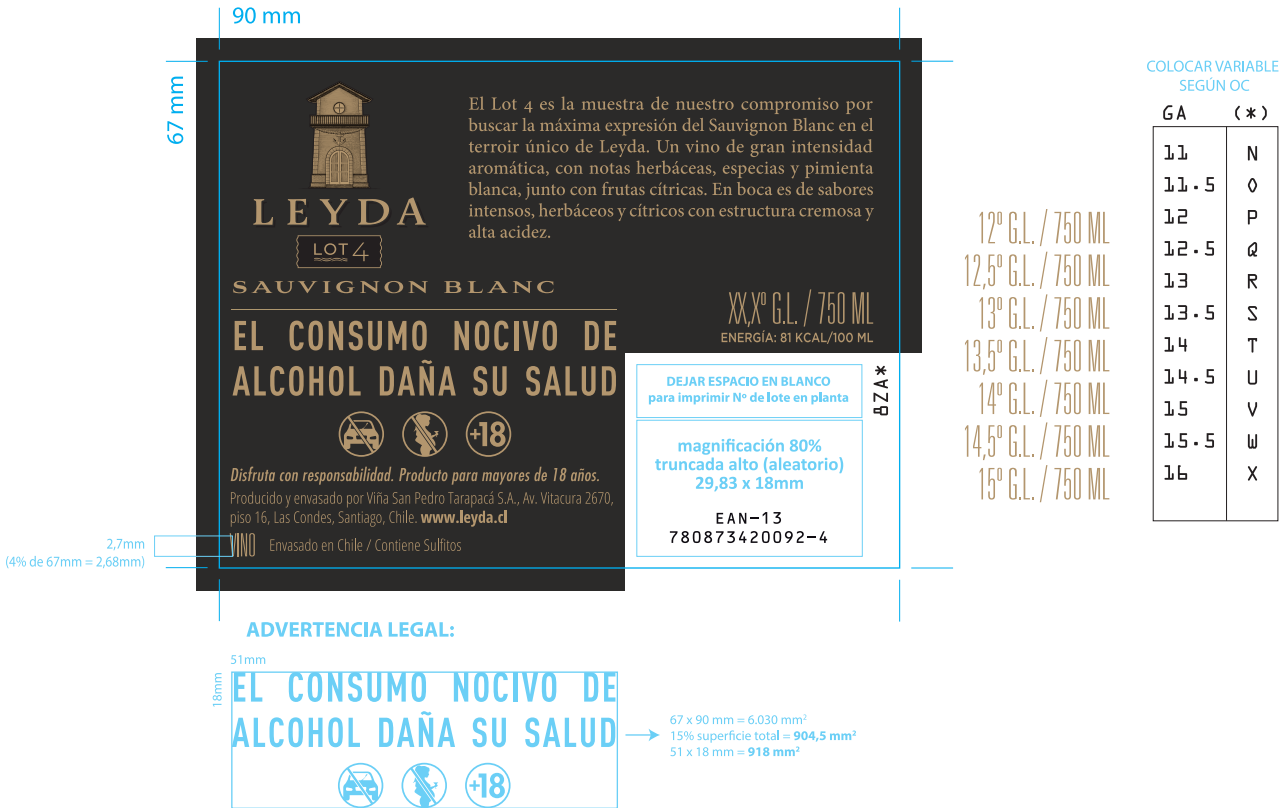 90 mm
67 mm
LEYDA
LOT 4
SAUVIGNON BLANC
El Lot 4 es la muestra de nuestro compromiso por
buscar la máxima expresión del Sauvignon Blanc en el
terroir único de Leyda. Un vino de gran intensidad
aromática, con notas herbáceas, especias y pimienta
blanca, junto con frutas cítricas. En boca es de sabores
intensos, herbáceos y cítricos con estructura cremosa y
alta acidez.
XX,Xº G.L. / 750 ML
ENERGÍA: 81 KCAL/100 ML
EL CONSUMO NOCIVO DE
ALCOHOL DAÑA SU SALUD
+18
Disfruta con responsabilidad. Producto para mayores de 18 años.
Producido y envasado por Viña San Pedro Tarapacá S.A., Av. Vitacura 2670,
piso 16, Las Condes, Santiago, Chile. www.leyda.cl
VINO Envasado en Chile / Contiene Sulfitos
2,7mm
(4% de 67mm = 2,68mm)
DEJAR ESPACIO EN BLANCO
para imprimir Nº de lote en planta
magnificación 80%
truncada alto (aleatorio)
29,83 x 18mm
EAN-13
780873420092-4
8ZA*
12º G.L. / 750 ML
12,5º G.L. / 750 ML
13º G.L. / 750 ML
13,5º G.L. / 750 ML
14º G.L. / 750 ML
14,5º G.L. / 750 ML
15º G.L. / 750 ML
COLOCAR VARIABLE
SEGÚN OC
GA (*)
11 N
11.5 O
12 P
12.5 Q
13 R
13.5 S
14 T
14.5 U
15 V
15.5 W
16 X
ADVERTENCIA LEGAL:
51mm
18mm
EL CONSUMO NOCIVO DE
ALCOHOL DAÑA SU SALUD
+18
67 x 90 mm = 6.030 mm²
15% superficie total = 904,5 mm²
51 x 18 mm = 918 mm²